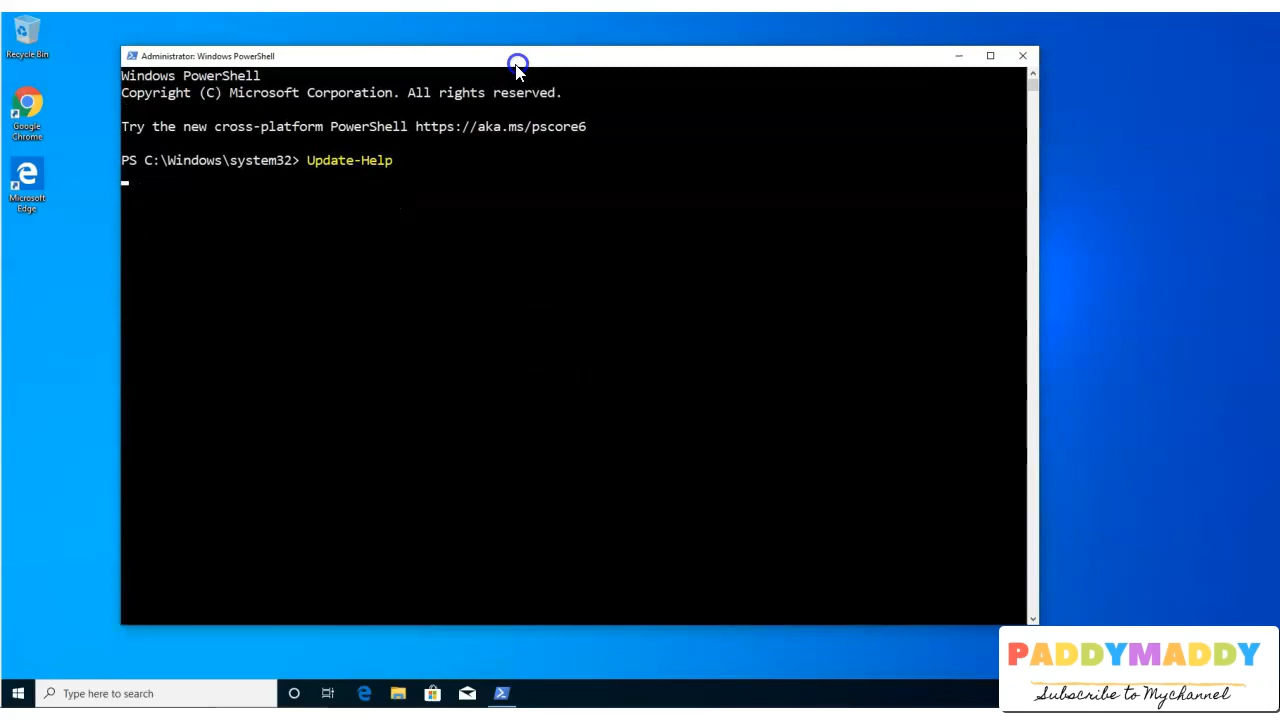 Recycle Bin
Google
Chrome
Microsoft
Edge
Administrator: Windows PowerShell
Windows PowerShell
Copyright (C) Microsoft Corporation. All rights reserved.
Try the new cross-platform PowerShell https://aka.ms/pscore6
PS C:\Windows\system32> Update-Help
Type here to search
PADDYMADDY
Subscribe to Mychannel